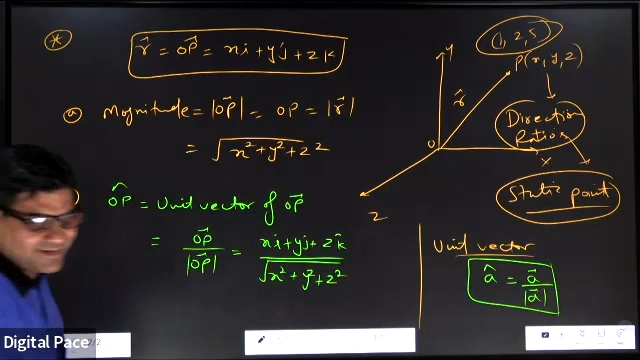 * r⃗ = OP⃗ = xi + yj + zk
a) Magnitude = |OP⃗| = OP = |r⃗|
= √x² + y² + z²
OP̂ = Unit vector of OP⃗
= OP⃗ / |OP⃗| = xi + yj + zk̂ / √x² + y² + z²
(1, 2, 5)
y
P(x, y, z)
r⃗
Direction
Ratios
O
x
Static point
z
Unit vector
â = a⃗ / |a⃗|
Digital Pace